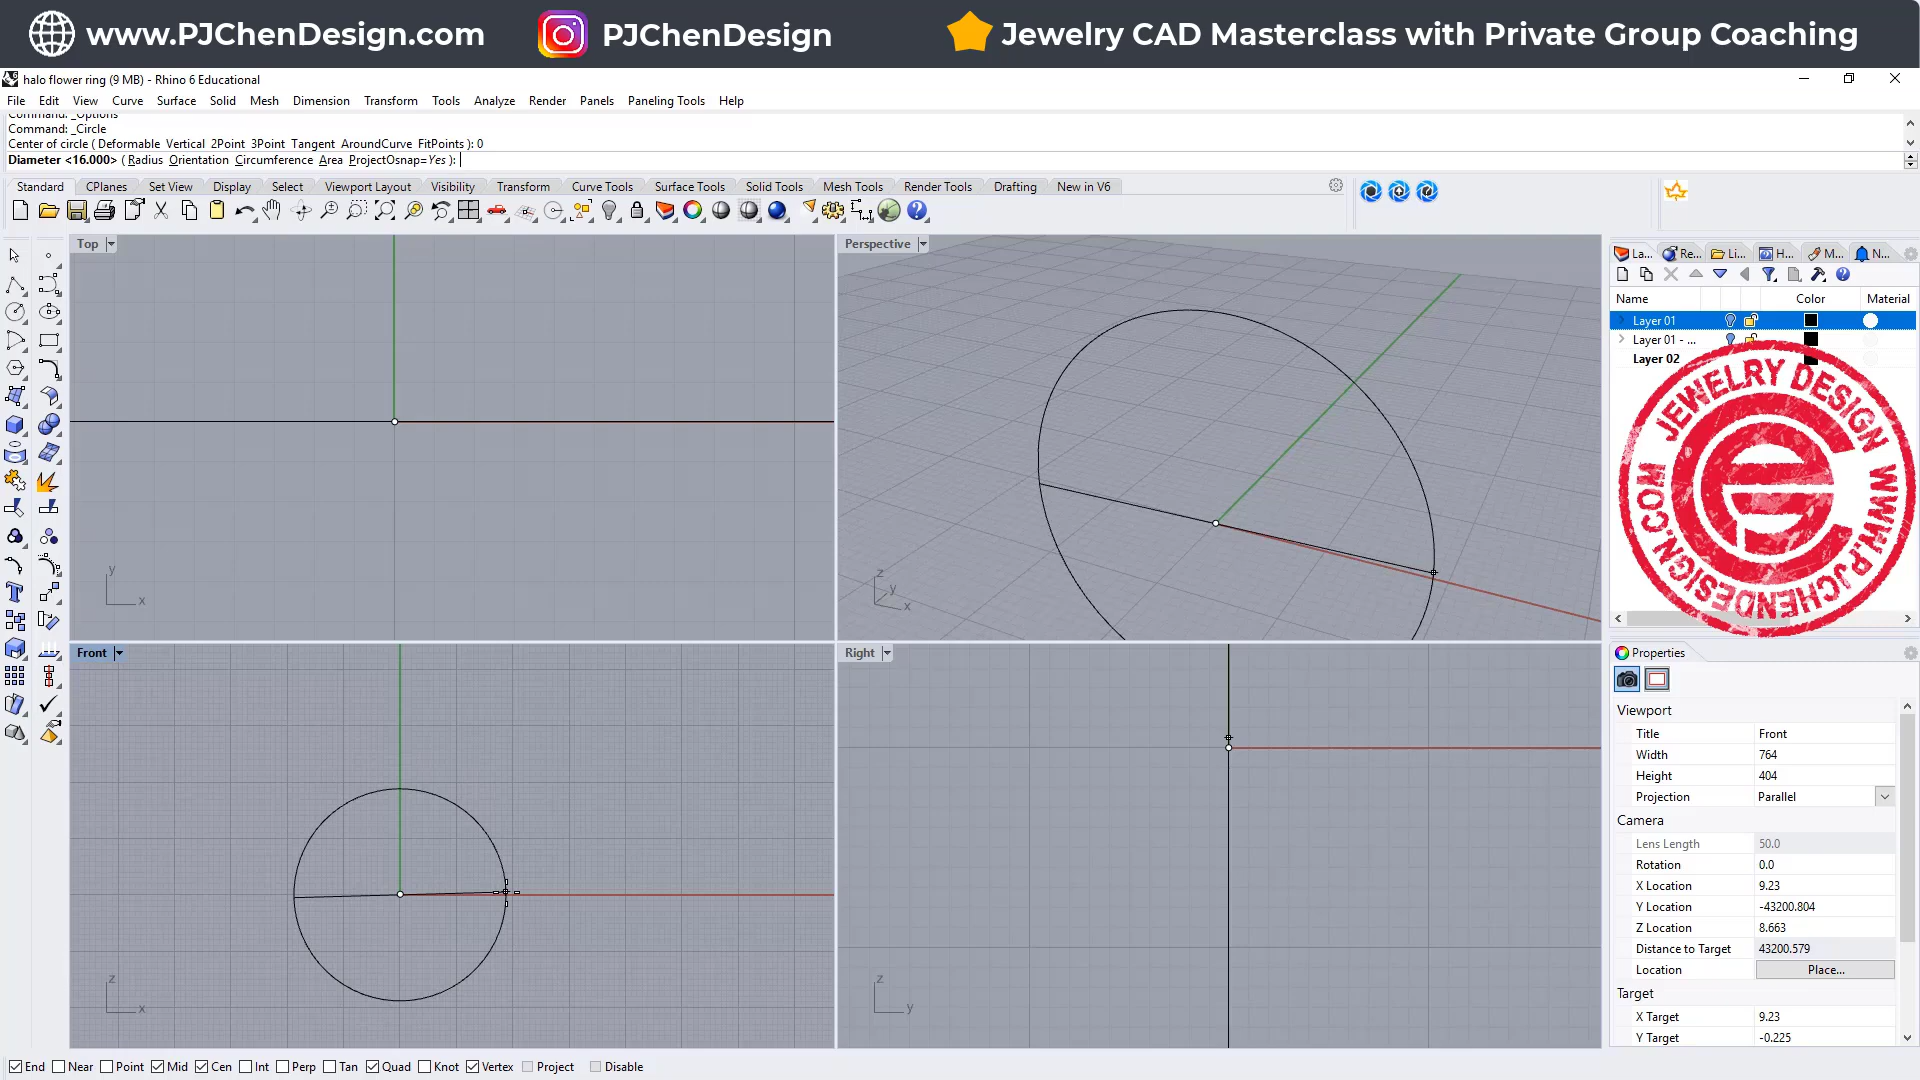 www.PJChenDesign.com PJChenDesign Jewelry CAD Masterclass with Private Group Coaching
halo flower ring (9 MB) - Rhino 6 Educational
File Edit View Curve Surface Solid Mesh Dimension Transform Tools Analyze Render Panels Paneling Tools Help
Command: _Options
Command: _Circle
Center of circle ( Deformable Vertical 2Point 3Point Tangent AroundCurve FitPoints ): 0
Diameter <16.000> ( Radius Orientation Circumference Area ProjectOsnap=Yes ):
Standard CPlanes Set View Display Select Viewport Layout Visibility Transform Curve Tools Surface Tools Solid Tools Mesh Tools Render Tools Drafting New in V6
Top Perspective
La... Re... Li... H... M... N...
Name Color Material
Layer 01
Layer 01 - ...
Layer 02
JEWELRY DESIGN WWW.PJCHENDESIGN.COM
y
x
z
y
x
Front Right
z
x
z
y
Properties
Viewport
Title Front
Width 764
Height 404
Projection Parallel
Camera
Lens Length 50.0
Rotation 0.0
X Location 9.23
Y Location -43200.804
Z Location 8.663
Distance to Target 43200.579
Location Place...
Target
X Target 9.23
Y Target -0.225
End Near Point Mid Cen Int Perp Tan Quad Knot Vertex Project Disable